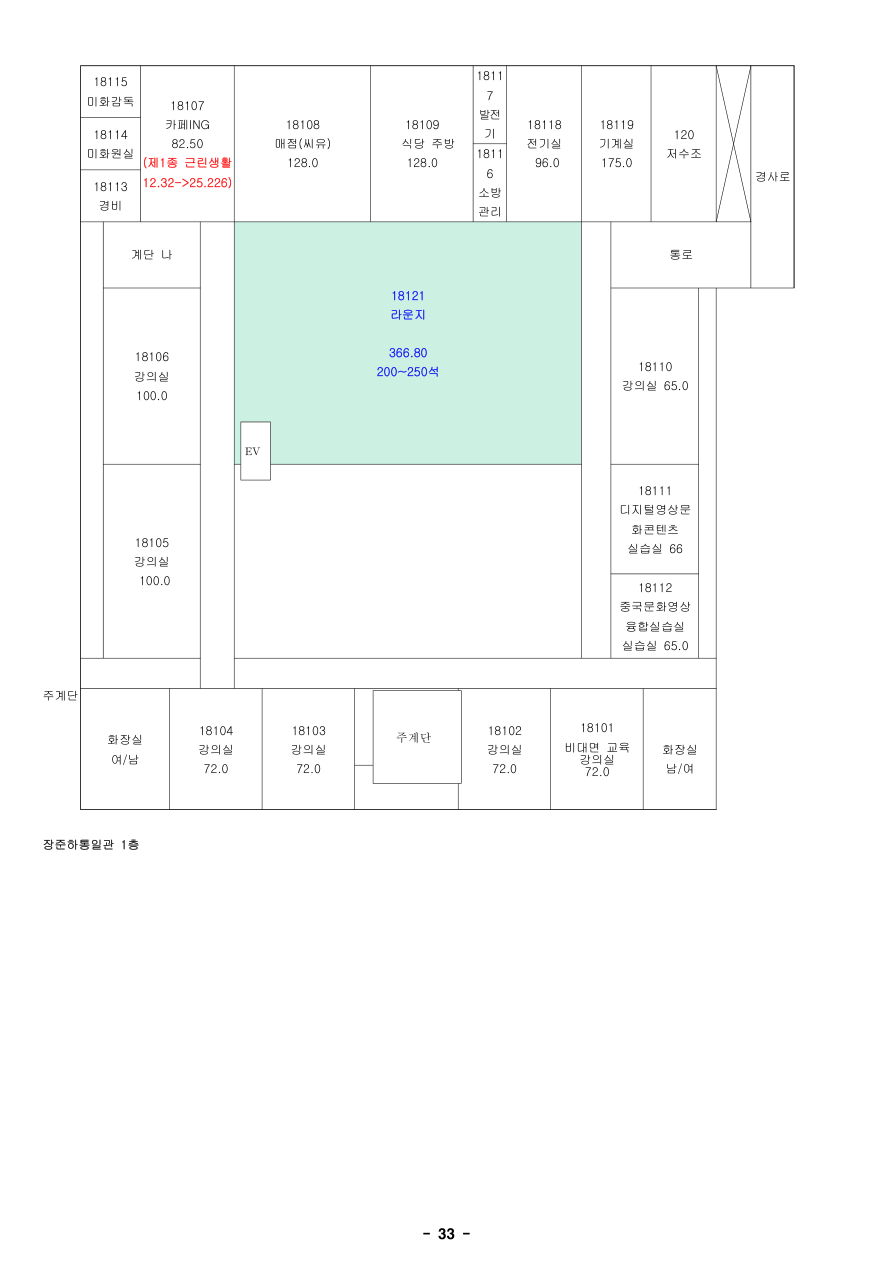 18115
미화감독
18114
미화원실
18113
경비
18107
카페ING
82.50
(제1종 근린생활
12.32->25.226)
18108
매점(씨유)
128.0
18109
식당 주방
128.0
1811
7
발전
기
1811
6
소방
관리
18118
전기실
96.0
18119
기계실
175.0
120
저수조
경사로
계단 나
통로
18121
라운지
366.80
200~250석
18106
강의실
100.0
18110
강의실 65.0
EV
18105
강의실
100.0
18111
디지털영상문
화콘텐츠
실습실 66
18112
중국문화영상
융합실습실
실습실 65.0
주계단
화장실
여/남
18104
강의실
72.0
18103
강의실
72.0
주계단
18102
강의실
72.0
18101
비대면 교육
강의실
72.0
화장실
남/여
장준하통일관 1층
- 33 -